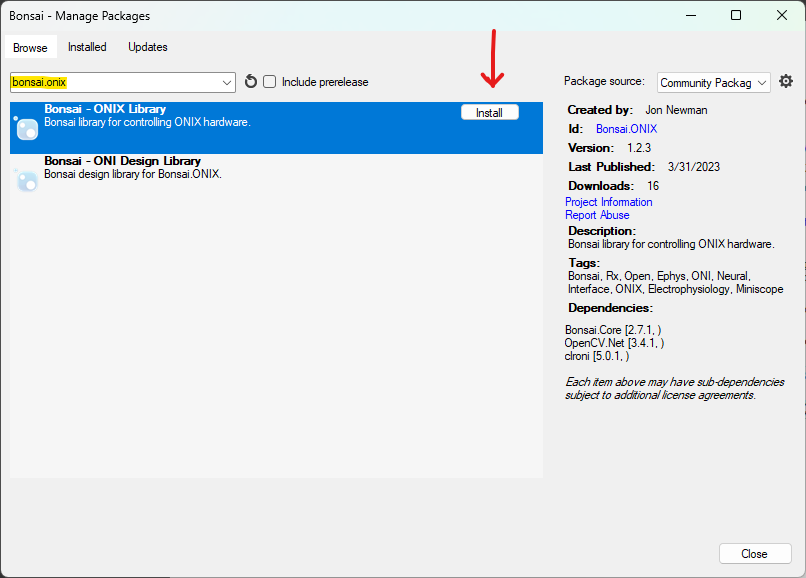 Bonsai - Manage Packages
Browse Installed Updates
bonsai.onix
Include prerelease
Package source: Community Packag
Bonsai - ONIX Library
Bonsai library for controlling ONIX hardware.
Install
Bonsai - ONI Design Library
Bonsai design library for Bonsai.ONIX.
Created by: Jon Newman
Id: Bonsai.ONIX
Version: 1.2.3
Last Published: 3/31/2023
Downloads: 16
Project Information
Report Abuse
Description:
Bonsai library for controlling ONIX hardware.
Tags:
Bonsai, Rx, Open, Ephys, ONI, Neural,
Interface, ONIX, Electrophysiology, Miniscope
Dependencies:
Bonsai.Core [2.7.1, )
OpenCV.Net [3.4.1, )
clroni [5.0.1, )
Each item above may have sub-dependencies
subject to additional license agreements.
Close